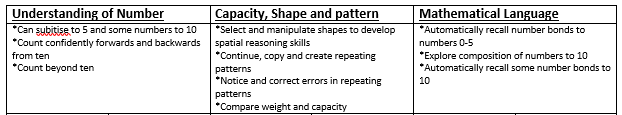 Understanding of Number
*Can subitise to 5 and some numbers to 10
*Count confidently forwards and backwards
from ten
*Count beyond ten
Capacity, Shape and pattern
*Select and manipulate shapes to develop
spatial reasoning skills
*Continue, copy and create repeating
patterns
*Notice and correct errors in repeating
patterns
*Compare weight and capacity
Mathematical Language
*Automatically recall number bonds to
numbers 0-5
*Explore composition of numbers to 10
*Automatically recall some number bonds to
10